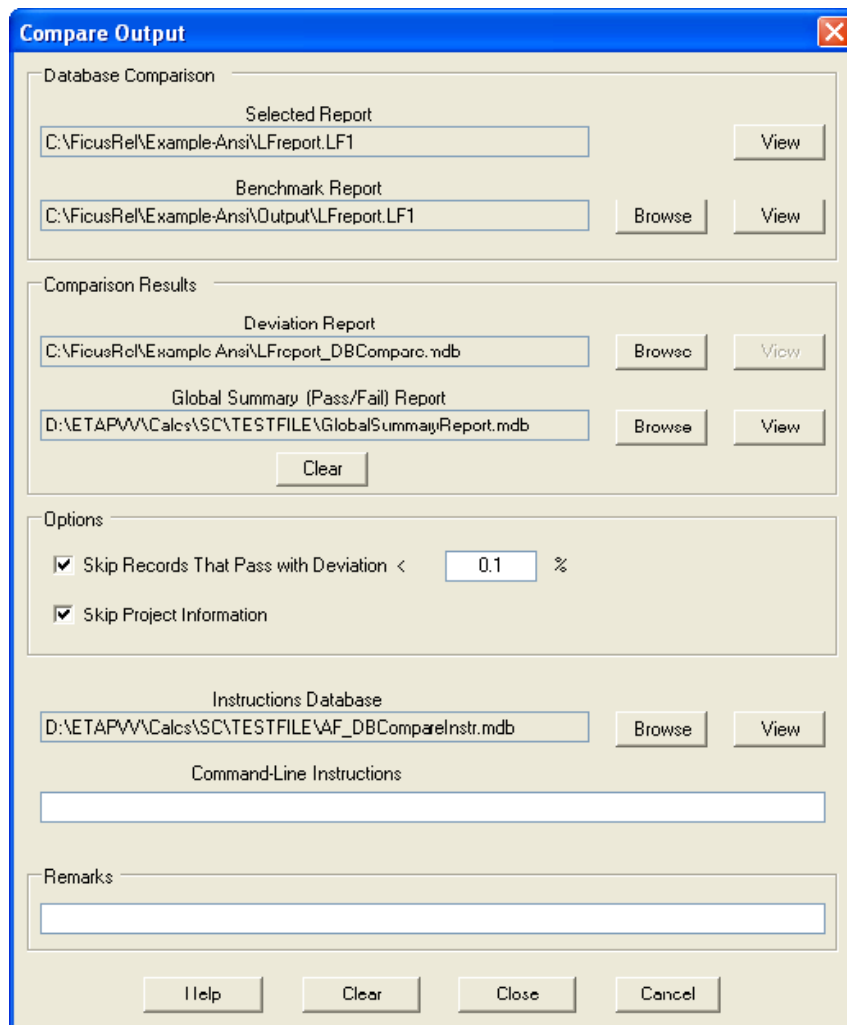 Compare Output
Database Comparison
Selected Report
C:\FicusRel\Example-Ansi\LFreport.LF1
View
Benchmark Report
C:\FicusRel\Example-Ansi\Output\LFreport.LF1
Browse
View
Comparison Results
Deviation Report
C:\FicusRel\Example-Ansi\LFreport_DBCompare.mdb
Browse
View
Global Summary (Pass/Fail) Report
D:\ETAPVV\Calcs\SC\TESTFILE\GlobalSummaryReport.mdb
Browse
View
Clear
Options
Skip Records That Pass with Deviation < 0.1 %
Skip Project Information
Instructions Database
D:\ETAPVV\Calcs\SC\TESTFILE\AF_DBCompareInstr.mdb
Browse
View
Command-Line Instructions
Remarks
Help
Clear
Close
Cancel